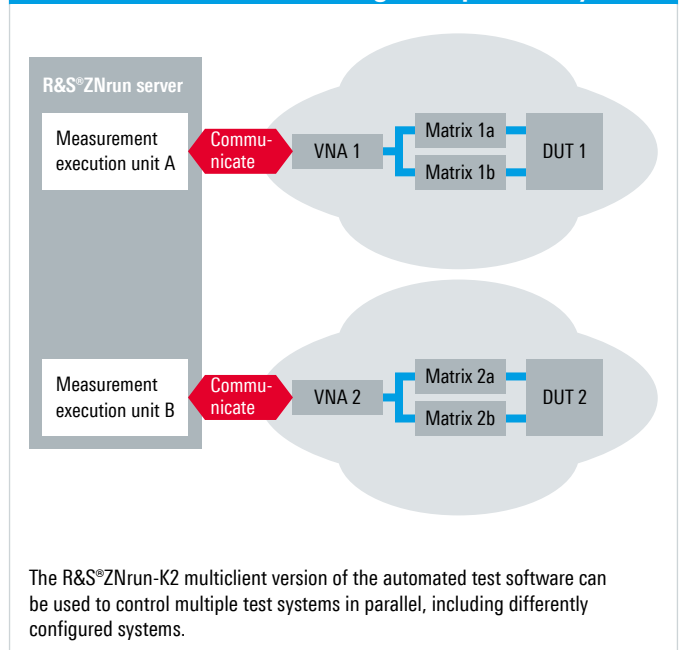 R&S®ZNrun server
Measurement
execution unit A
Commu-
nicate
VNA 1
Matrix 1a
Matrix 1b
DUT 1
Measurement
execution unit B
Commu-
nicate
VNA 2
Matrix 2a
Matrix 2b
DUT 2
The R&S®ZNrun-K2 multiclient version of the automated test software can
be used to control multiple test systems in parallel, including differently
configured systems.